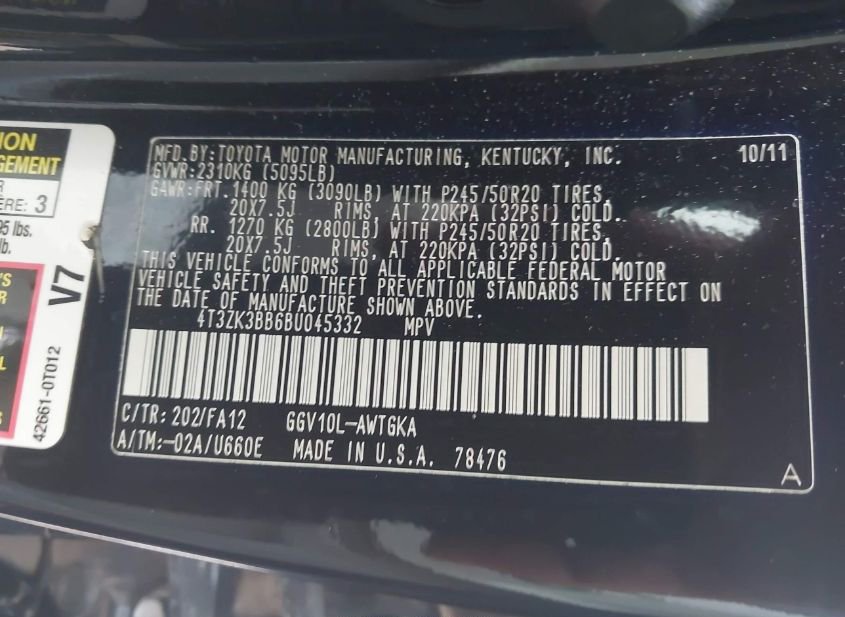 ION
GEMENT
R
ERE: 3
95 lbs.
lb.
'S
R
L
S
V7
42661-0T012
MFD.BY:TOYOTA MOTOR MANUFACTURING, KENTUCKY, INC. 10/11
GVWR:2310KG (5095LB)
GAWR:FRT.1400 KG (3090LB) WITH P245/50R20 TIRES,
20X7.5J RIMS, AT 220KPA (32PSI) COLD.,
RR. 1270 KG (2800LB) WITH P245/50R20 TIRES,
20X7.5J RIMS, AT 220KPA (32PSI) COLD.
THIS VEHICLE CONFORMS TO ALL APPLICABLE FEDERAL MOTOR
VEHICLE SAFETY AND THEFT PREVENTION STANDARDS IN EFFECT ON
THE DATE OF MANUFACTURE SHOWN ABOVE.
4T3ZK3BB6BU045332 MPV
C/TR:202/FA12 GGV10L-AWTGKA
A/TM:-02A/U660E MADE IN U.S.A. 78476
A